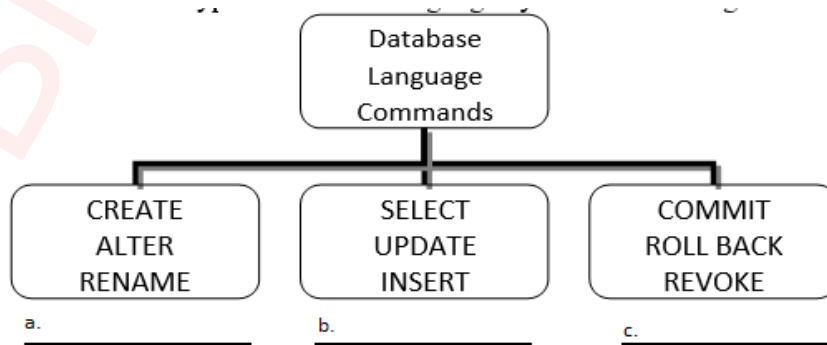 Database
Language
Commands
CREATE
ALTER
RENAME
SELECT
UPDATE
INSERT
COMMIT
ROLL BACK
REVOKE
a.
b.
c.